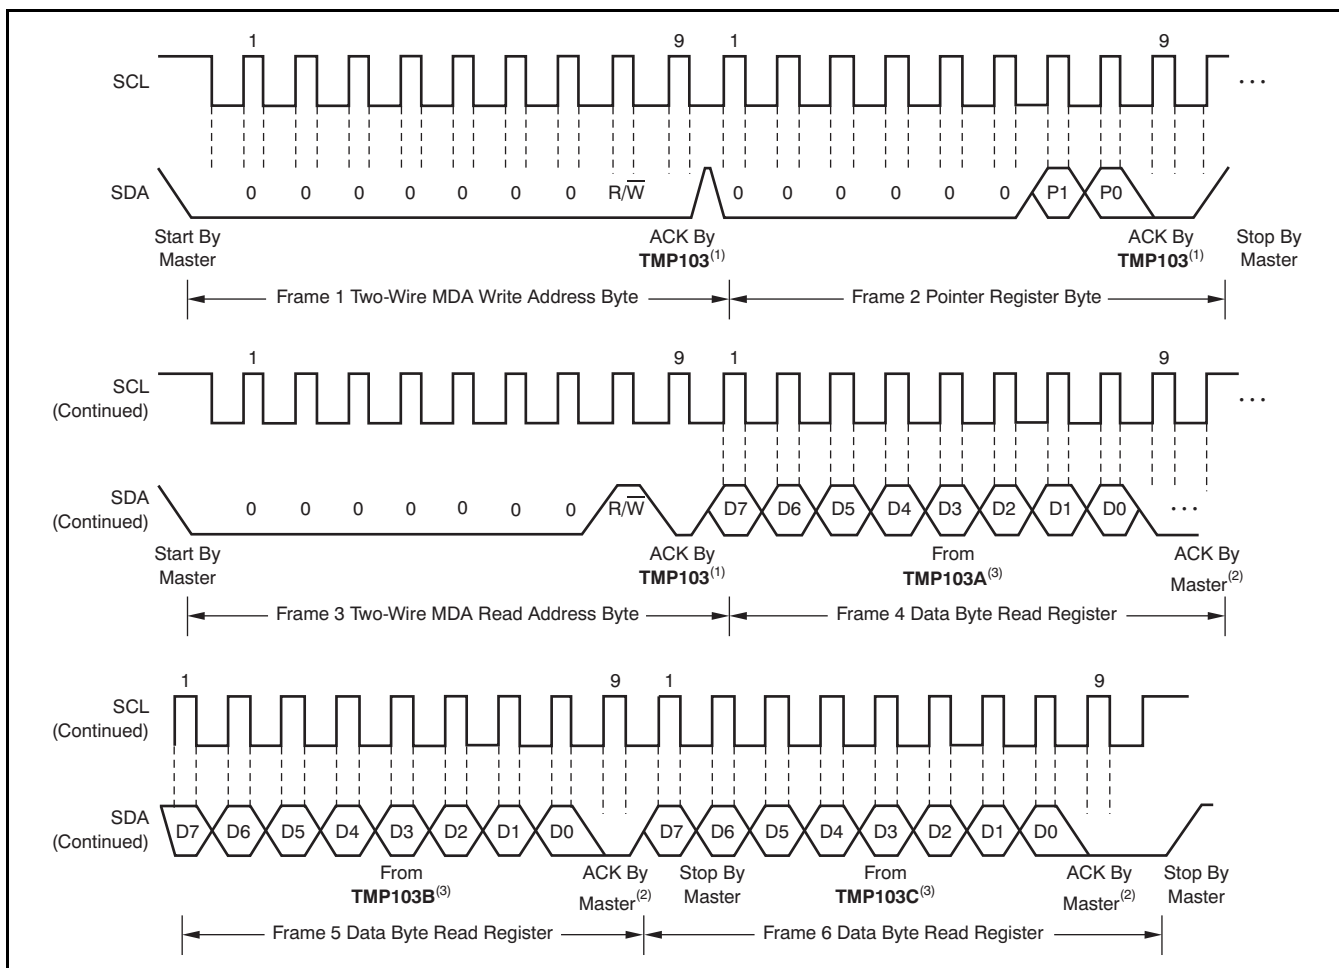 1 9 1 9
SCL
...
SDA 0 0 0 0 0 0 0 R/W̅ 0 0 0 0 0 0 P1 P0
Start By Master
ACK By TMP103(1)
ACK By TMP103(1)
Stop By Master
Frame 1 Two-Wire MDA Write Address Byte
Frame 2 Pointer Register Byte
1 9 1 9
SCL
(Continued)
...
SDA
(Continued)
0 0 0 0 0 0 0 R/W̅ D7 D6 D5 D4 D3 D2 D1 D0 ...
Start By Master
ACK By TMP103(1)
From TMP103A(3)
ACK By Master(2)
Frame 3 Two-Wire MDA Read Address Byte
Frame 4 Data Byte Read Register
1 9 1 9
SCL
(Continued)
SDA
(Continued)
D7 D6 D5 D4 D3 D2 D1 D0 D7 D6 D5 D4 D3 D2 D1 D0
From TMP103B(3)
ACK By Master(2)
Stop By Master
From TMP103C(3)
ACK By Master(2)
Stop By Master
Frame 5 Data Byte Read Register
Frame 6 Data Byte Read Register